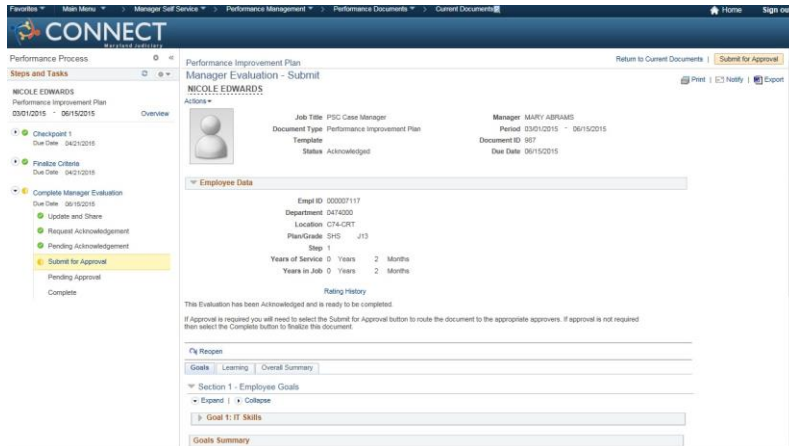 Favorites Main Menu > Manager Self Service > Performance Management > Performance Documents > Current Documents
Home Sign ou
CONNECT
Maryland Judiciary
Performance Process
Steps and Tasks
NICOLE EDWARDS
Performance Improvement Plan
03/01/2015 - 06/15/2015 Overview
Checkpoint 1
Due Date 04/21/2015
Finalize Criteria
Due Date 04/21/2015
Complete Manager Evaluation
Due Date 06/15/2015
Update and Share
Request Acknowledgement
Pending Acknowledgement
Submit for Approval
Pending Approval
Complete
Performance Improvement Plan
Return to Current Documents | Submit for Approval
Manager Evaluation - Submit
Print | Notify | Export
NICOLE EDWARDS
Actions
Job Title PSC Case Manager Manager MARY ABRAMS
Document Type Performance Improvement Plan Period 03/01/2015 - 06/15/2015
Template Document ID 987
Status Acknowledged Due Date 06/15/2015
Employee Data
Empl ID 000007117
Department 0474000
Location C74-CRT
Plan/Grade SHS J13
Step 1
Years of Service 0 Years 2 Months
Years in Job 0 Years 2 Months
Rating History
This Evaluation has been Acknowledged and is ready to be completed.
If Approval is required you will need to select the Submit for Approval button to route the document to the appropriate approvers. If approval is not required
then select the Complete button to finalize this document.
Reopen
Goals Learning Overall Summary
Section 1 - Employee Goals
Expand | Collapse
Goal 1: IT Skills
Goals Summary